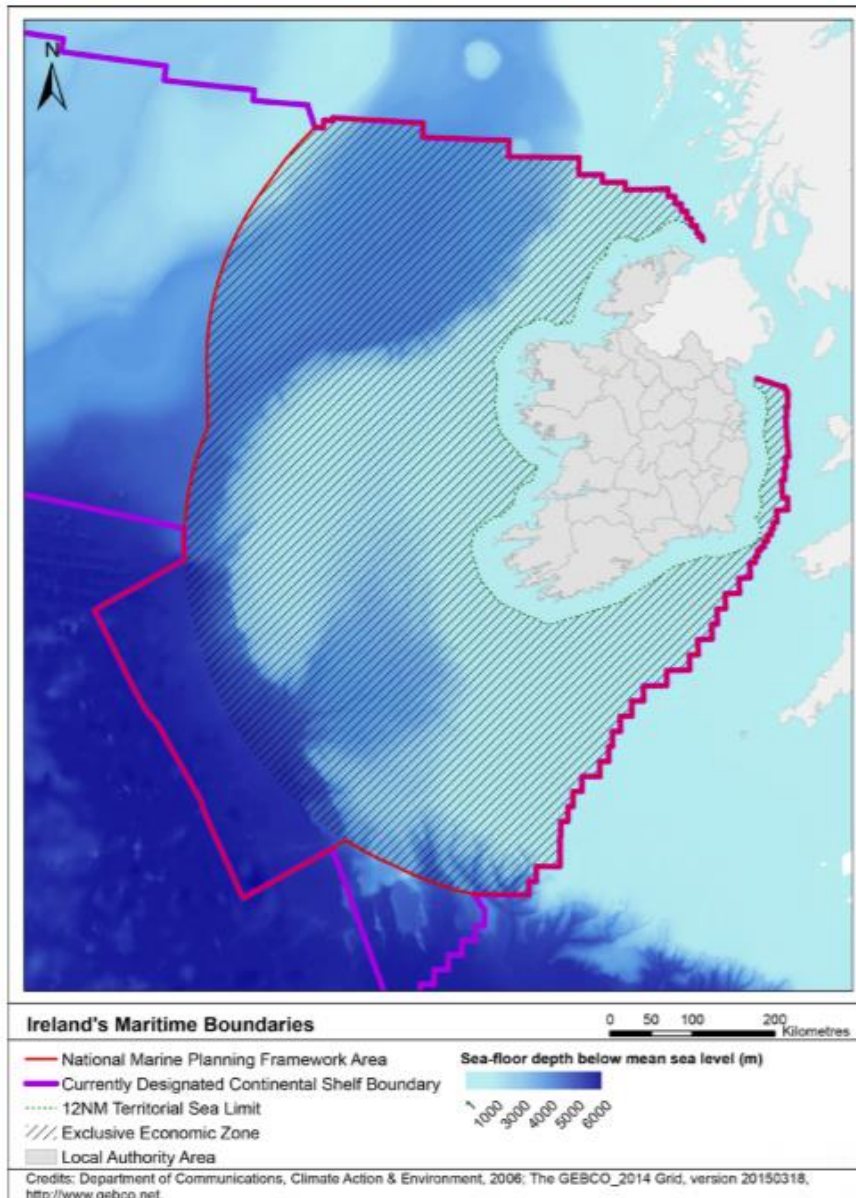 N
Ireland's Maritime Boundaries
0 50 100 200
Kilometres
National Marine Planning Framework Area
Currently Designated Continental Shelf Boundary
12NM Territorial Sea Limit
Exclusive Economic Zone
Local Authority Area
Sea-floor depth below mean sea level (m)
1 1000 3000 4000 5000 6000
Credits: Department of Communications, Climate Action & Environment, 2006; The GEBCO_2014 Grid, version 20150318,
http://www.gebco.net.